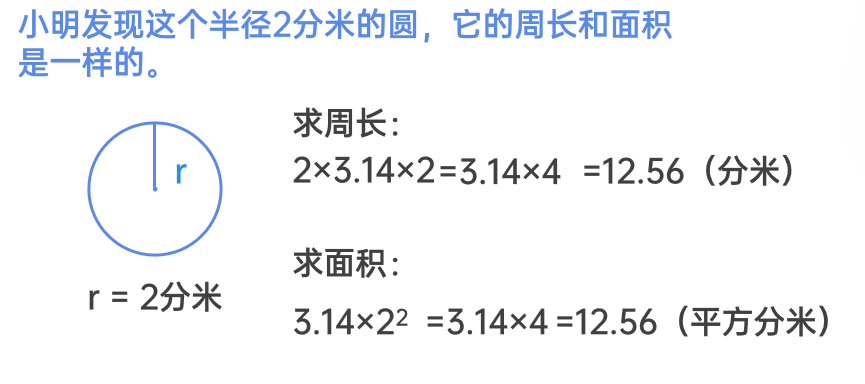 小明发现这个半径2分米的圆，它的周长和面积
是一样的。
求周长：
2×3.14×2=3.14×4 =12.56（分米）
r
求面积：
r = 2分米
3.14×2² =3.14×4=12.56（平方分米）